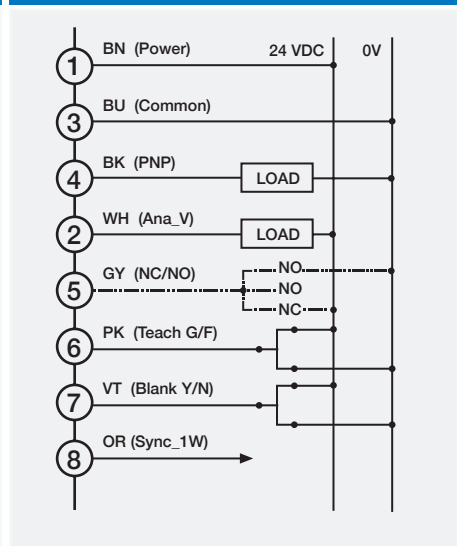 BN (Power)
24 VDC
0V
1
BU (Common)
3
BK (PNP)
4
LOAD
WH (Ana_V)
2
LOAD
GY (NC/NO)
5
NO
NO
NC
PK (Teach G/F)
6
VT (Blank Y/N)
7
OR (Sync_1W)
8